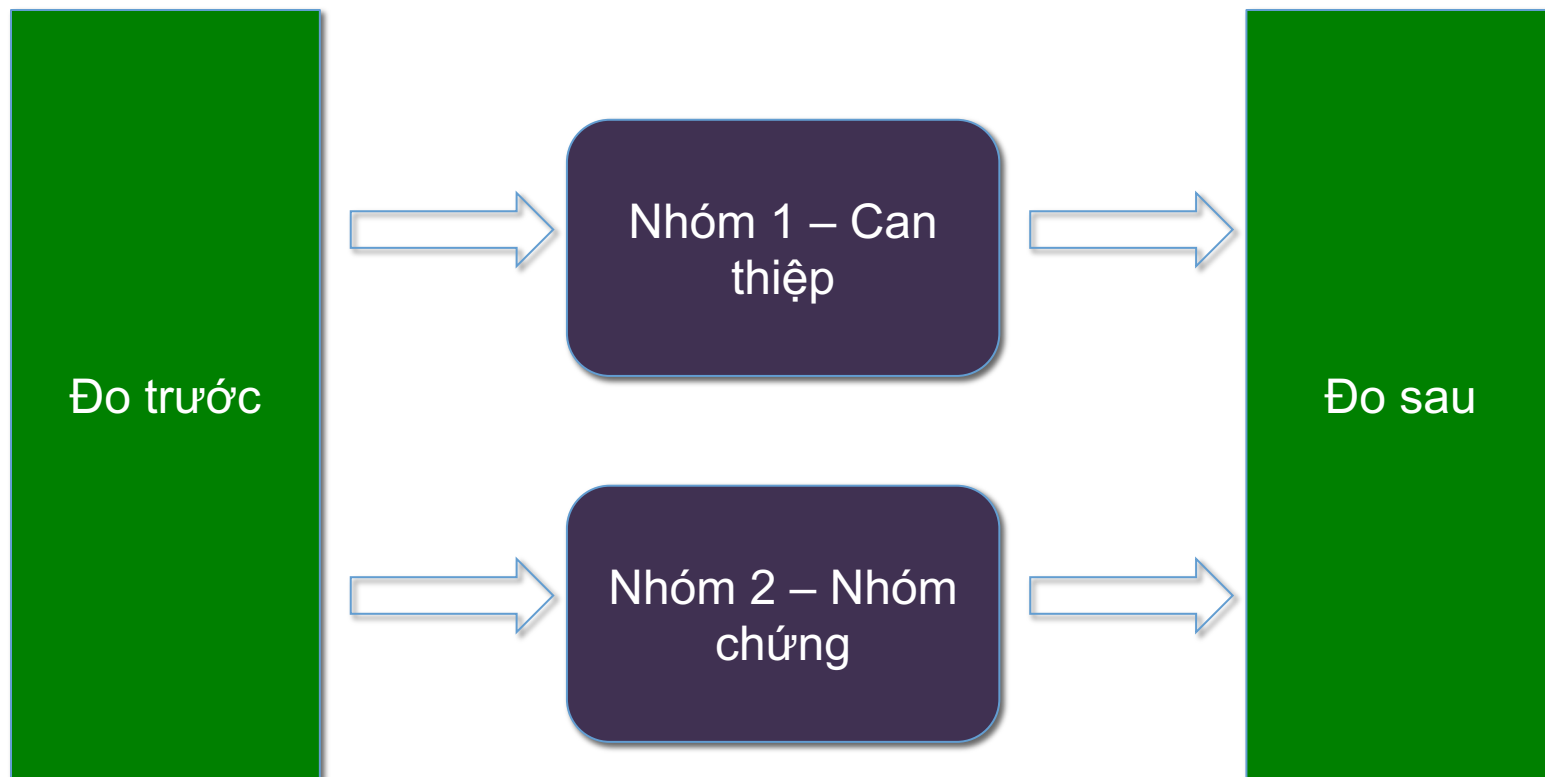 Đo trước
Nhóm 1 – Can
thiệp
Nhóm 2 – Nhóm
chứng
Đo sau